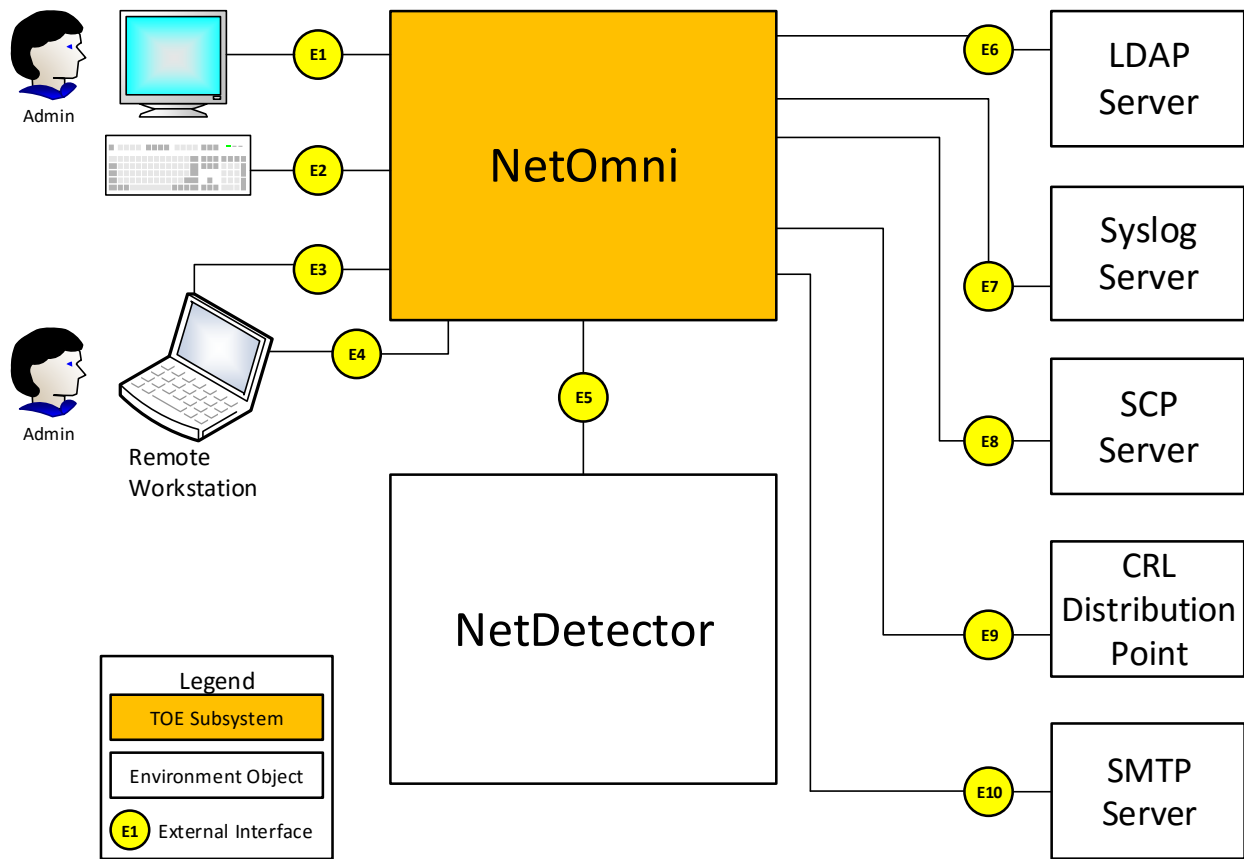 Admin
E1
E2
E3
E4
Admin
Remote
Workstation
NetOmni
E5
NetDetector
E6
LDAP
Server
E7
Syslog
Server
E8
SCP
Server
E9
CRL
Distribution
Point
E10
SMTP
Server
Legend
TOE Subsystem
Environment Object
E1 External Interface